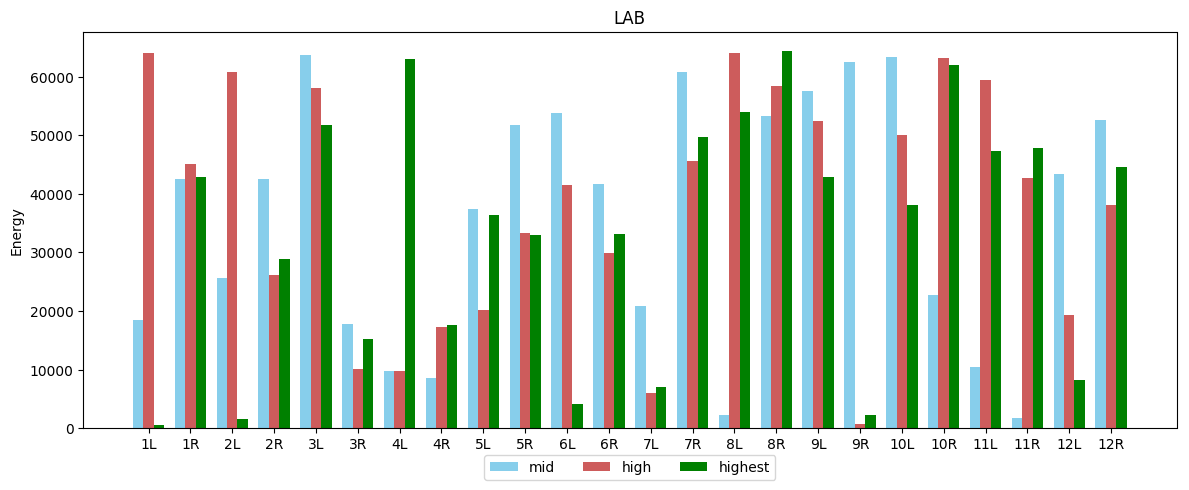 LAB
Energy
60000
50000
40000
30000
20000
10000
0
1L 1R 2L 2R 3L 3R 4L 4R 5L 5R 6L 6R 7L 7R 8L 8R 9L 9R 10L 10R 11L 11R 12L 12R
mid high highest